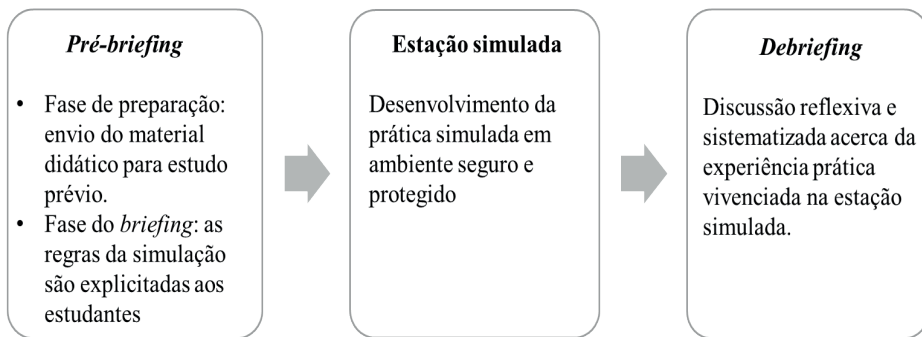 Pré-briefing
• Fase de preparação:
envio do material
didático para estudo
prévio.
• Fase do briefing: as
regras da simulação
são explicitadas aos
estudantes
Estação simulada
Desenvolvimento da
prática simulada em
ambiente seguro e
protegido
Debriefing
Discussão reflexiva e
sistematizada acerca da
experiência prática
vivenciada na estação
simulada.